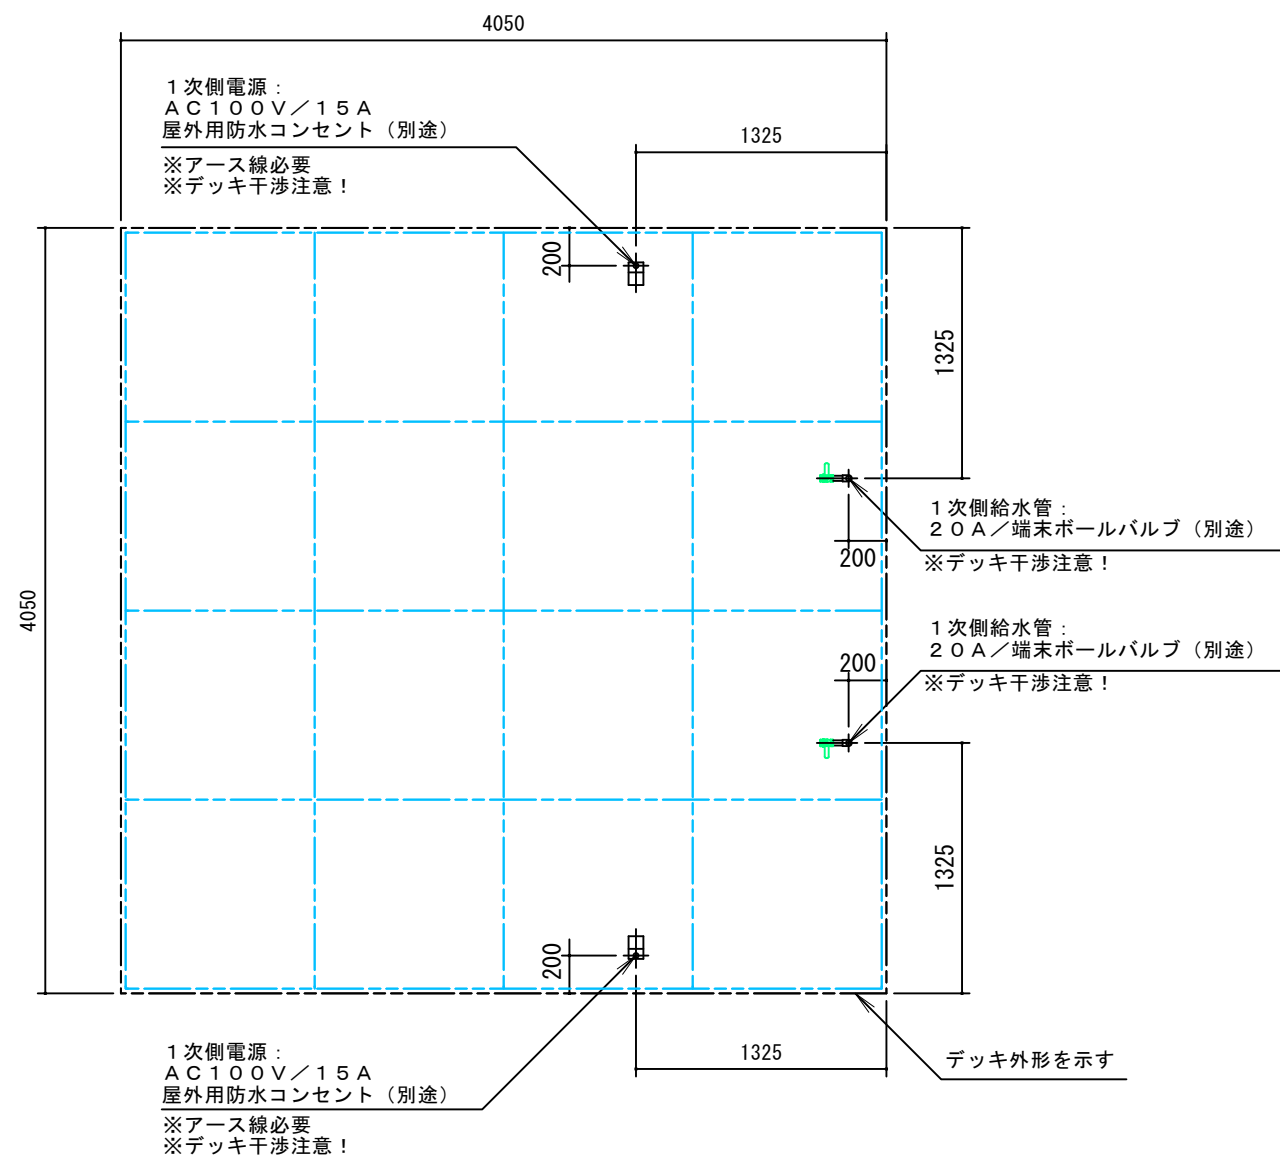 4050
1次側電源：
AC100V／15A
屋外用防水コンセント（別途）
※アース線必要
※デッキ干渉注意！
1325
200
1325
1次側給水管：
20A／端末ボールバルブ（別途）
※デッキ干渉注意！
200
4050
1次側給水管：
20A／端末ボールバルブ（別途）
※デッキ干渉注意！
200
1325
200
1次側電源：
AC100V／15A
屋外用防水コンセント（別途）
※アース線必要
※デッキ干渉注意！
1325
デッキ外形を示す